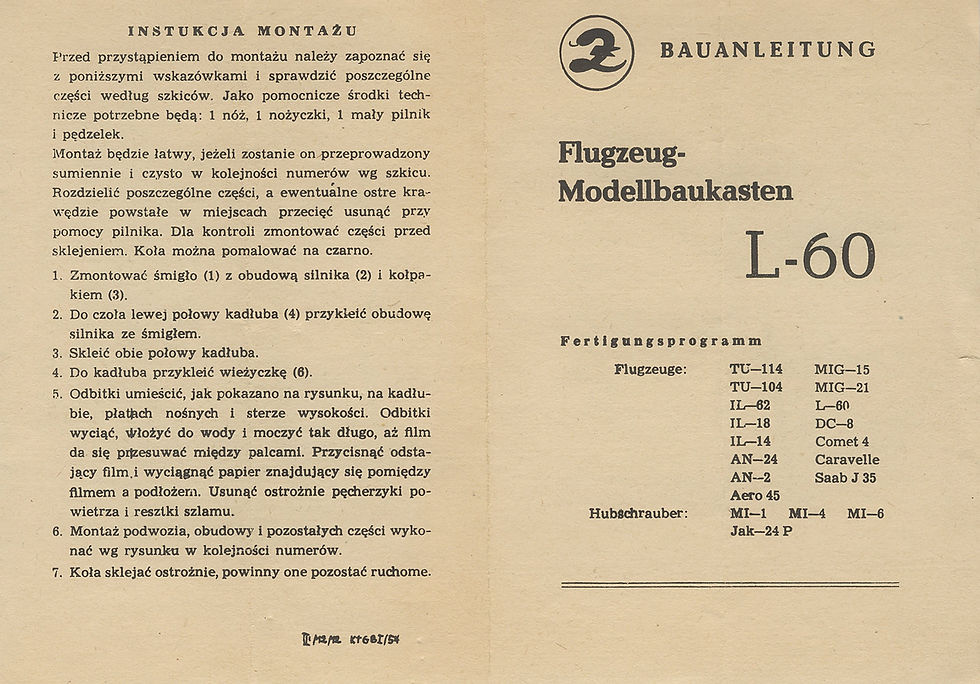 INSTUKCJA MONTAŻU
Przed przystąpieniem do montażu należy zapoznać się
z poniższymi wskazówkami i sprawdzić poszczególne
części według szkiców. Jako pomocnicze środki tech-
nicze potrzebne będą: 1 nóż, 1 nożyczki, 1 mały pilnik
i pędzelek.
Montaż będzie łatwy, jeżeli zostanie on przeprowadzony
sumiennie i czysto w kolejności numerów wg szkicu.
Rozdzielić poszczególne części, a ewentualne ostre kra-
wędzie powstałe w miejscach przecięć usunąć przy
pomocy pilnika. Dla kontroli zmontować części przed
sklejeniem. Koła można pomalować na czarno.
1. Zmontować śmigło (1) z obudową silnika (2) i kołpa-
kiem (3).
2. Do czoła lewej połowy kadłuba (4) przykleić obudowę
silnika ze śmigłem.
3. Skleić obie połowy kadłuba.
4. Do kadłuba przykleić wieżyczkę (6).
5. Odbitki umieścić, jak pokazano na rysunku, na kadłu-
bie, płatach nośnych i sterze wysokości. Odbitki
wyciąć, włożyć do wody i moczyć tak długo, aż film
da się przesuwać między palcami. Przycisnąć odsta-
jący film i wyciągnąć papier znajdujący się pomiędzy
filmem a podłożem. Usunąć ostrożnie pęcherzyki po-
wietrza i resztki szlamu.
6. Montaż podwozia, obudowy i pozostałych części wyko-
nać wg rysunku w kolejności numerów.
7. Koła sklejać ostrożnie, powinny one pozostać ruchome.
BAUANLEITUNG
Flugzeug-
Modellbaukasten
L-60
Fertigungsprogramm
Flugzeuge: TU—114 MIG—15
TU—104 MIG—21
IL—62 L—60
IL—18 DC—8
IL—14 Comet 4
AN—24 Caravelle
AN—2 Saab J 35
Aero 45
Hubschrauber: MI—1 MI—4 MI—6
Jak—24 P